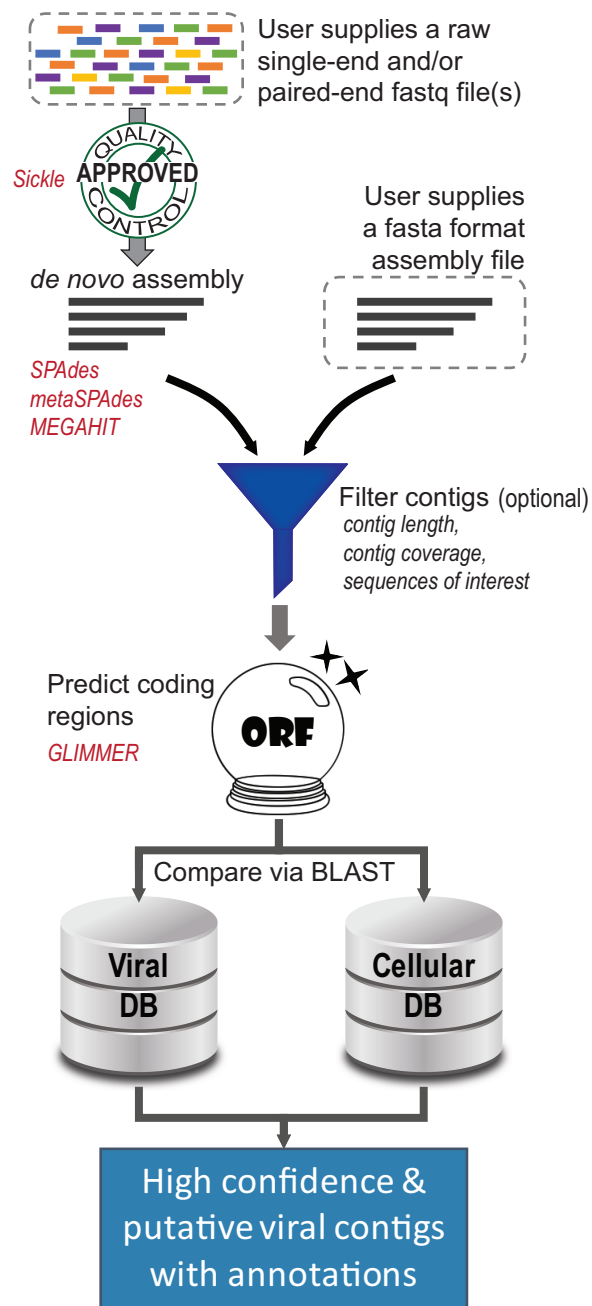 User supplies a raw
single-end and/or
paired-end fastq file(s)
QUALITY
APPROVED
CONTROL
Sickle
de novo assembly
SPAdes
metaSPAdes
MEGAHIT
User supplies
a fasta format
assembly file
Filter contigs (optional)
contig length,
contig coverage,
sequences of interest
Predict coding
regions
GLIMMER
ORF
Compare via BLAST
Viral
DB
Cellular
DB
High confidence &
putative viral contigs
with annotations